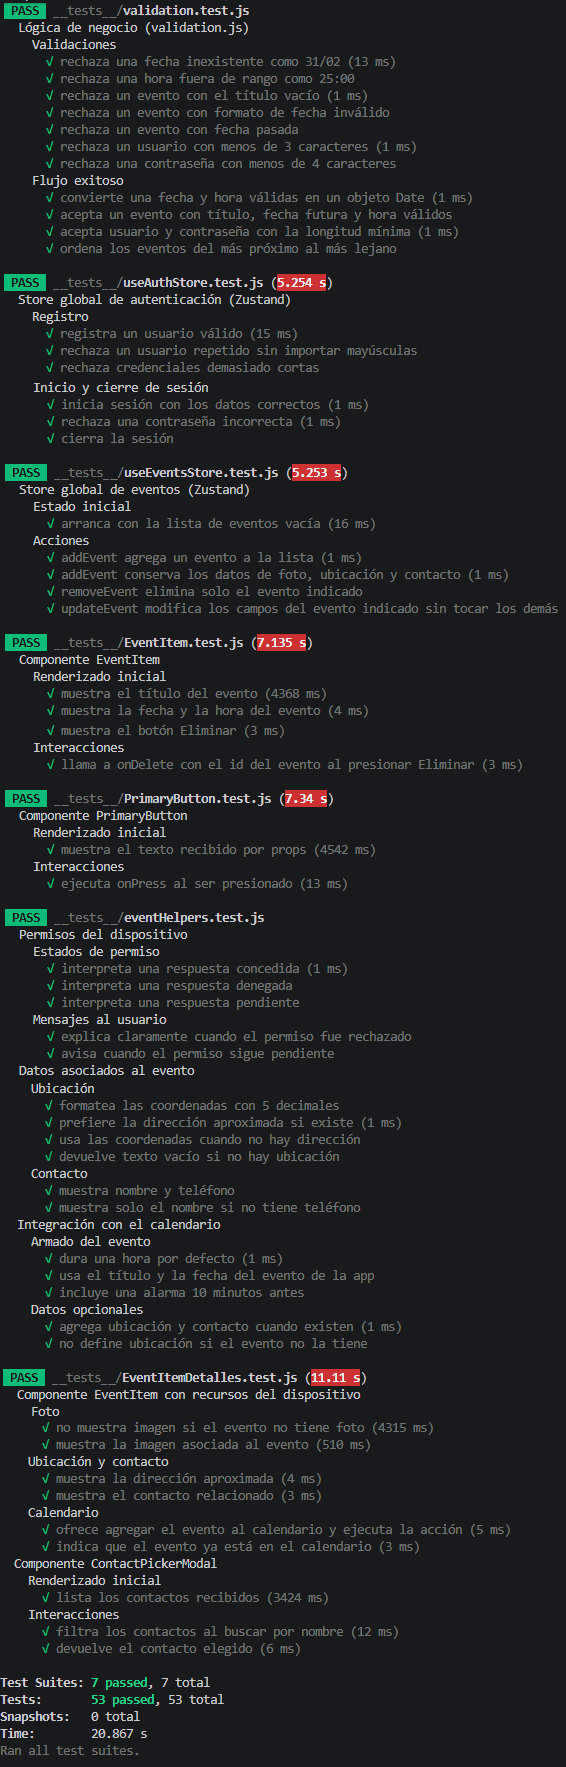 PASS __tests__/validation.test.js
Lógica de negocio (validation.js)
Validaciones
√ rechaza una fecha inexistente como 31/02 (13 ms)
√ rechaza una hora fuera de rango como 25:00
√ rechaza un evento con el título vacío (1 ms)
√ rechaza un evento con formato de fecha inválido
√ rechaza un evento con fecha pasada
√ rechaza un usuario con menos de 3 caracteres (1 ms)
√ rechaza una contraseña con menos de 4 caracteres
Flujo exitoso
√ convierte una fecha y hora válidas en un objeto Date (1 ms)
√ acepta un evento con título, fecha futura y hora válidos
√ acepta usuario y contraseña con la longitud mínima (1 ms)
√ ordena los eventos del más próximo al más lejano
PASS __tests__/useAuthStore.test.js (5.254 s)
Store global de autenticación (Zustand)
Registro
√ registra un usuario válido (15 ms)
√ rechaza un usuario repetido sin importar mayúsculas
√ rechaza credenciales demasiado cortas
Inicio y cierre de sesión
√ inicia sesión con los datos correctos (1 ms)
√ rechaza una contraseña incorrecta (1 ms)
√ cierra la sesión
PASS __tests__/useEventsStore.test.js (5.253 s)
Store global de eventos (Zustand)
Estado inicial
√ arranca con la lista de eventos vacía (16 ms)
Acciones
√ addEvent agrega un evento a la lista (1 ms)
√ addEvent conserva los datos de foto, ubicación y contacto (1 ms)
√ removeEvent elimina solo el evento indicado
√ updateEvent modifica los campos del evento indicado sin tocar los demás
PASS __tests__/EventItem.test.js (7.135 s)
Componente EventItem
Renderizado inicial
√ muestra el título del evento (4368 ms)
√ muestra la fecha y la hora del evento (4 ms)
√ muestra el botón Eliminar (3 ms)
Interacciones
√ llama a onDelete con el id del evento al presionar Eliminar (3 ms)
PASS __tests__/PrimaryButton.test.js (7.34 s)
Componente PrimaryButton
Renderizado inicial
√ muestra el texto recibido por props (4542 ms)
Interacciones
√ ejecuta onPress al ser presionado (13 ms)
PASS __tests__/eventHelpers.test.js
Permisos del dispositivo
Estados de permiso
√ interpreta una respuesta concedida (1 ms)
√ interpreta una respuesta denegada
√ interpreta una respuesta pendiente
Mensajes al usuario
√ explica claramente cuando el permiso fue rechazado
√ avisa cuando el permiso sigue pendiente
Datos asociados al evento
Ubicación
√ formatea las coordenadas con 5 decimales
√ prefiere la dirección aproximada si existe (1 ms)
√ usa las coordenadas cuando no hay dirección
√ devuelve texto vacío si no hay ubicación
Contacto
√ muestra nombre y teléfono
√ muestra solo el nombre si no tiene teléfono
Integración con el calendario
Armado del evento
√ dura una hora por defecto (1 ms)
√ usa el título y la fecha del evento de la app
√ incluye una alarma 10 minutos antes
Datos opcionales
√ agrega ubicación y contacto cuando existen (1 ms)
√ no define ubicación si el evento no la tiene
PASS __tests__/EventItemDetalles.test.js (11.11 s)
Componente EventItem con recursos del dispositivo
Foto
√ no muestra imagen si el evento no tiene foto (4315 ms)
√ muestra la imagen asociada al evento (510 ms)
Ubicación y contacto
√ muestra la dirección aproximada (4 ms)
√ muestra el contacto relacionado (3 ms)
Calendario
√ ofrece agregar el evento al calendario y ejecuta la acción (5 ms)
√ indica que el evento ya está en el calendario (3 ms)
Componente ContactPickerModal
Renderizado inicial
√ lista los contactos recibidos (3424 ms)
Interacciones
√ filtra los contactos al buscar por nombre (12 ms)
√ devuelve el contacto elegido (6 ms)
Test Suites: 7 passed, 7 total
Tests: 53 passed, 53 total
Snapshots: 0 total
Time: 20.867 s
Ran all test suites.